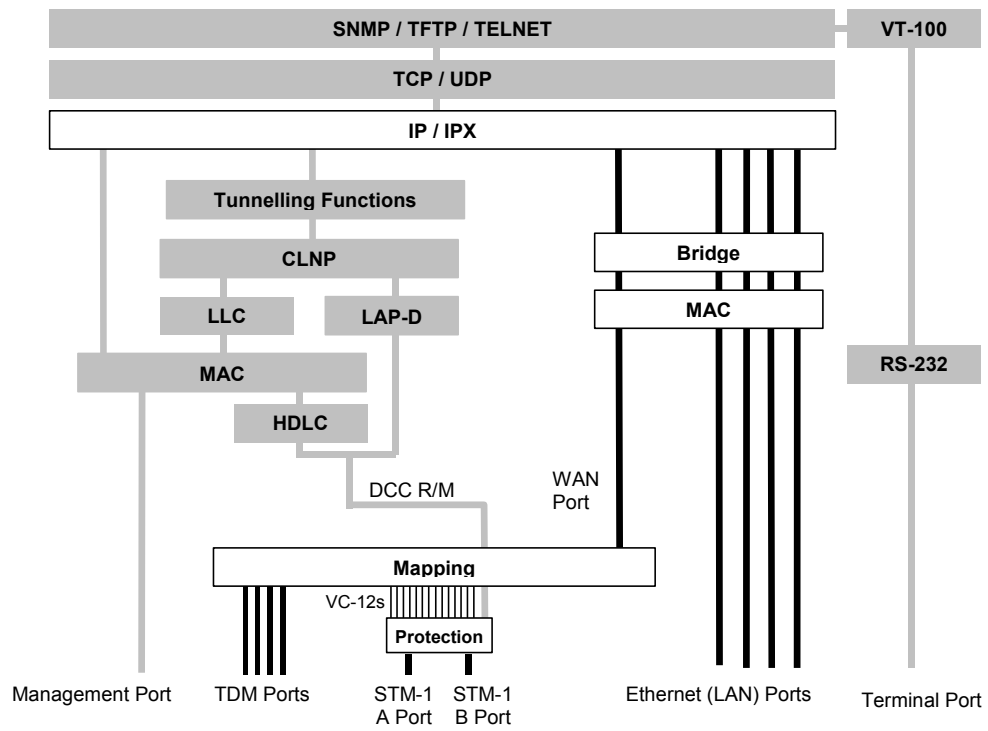 SNMP / TFTP / TELNET
VT-100
TCP / UDP
IP / IPX
Tunnelling Functions
CLNP
Bridge
LLC
LAP-D
MAC
MAC
RS-232
HDLC
DCC R/M
WAN
Port
Mapping
VC-12s
Protection
Management Port
TDM Ports
STM-1
A Port
STM-1
B Port
Ethernet (LAN) Ports
Terminal Port